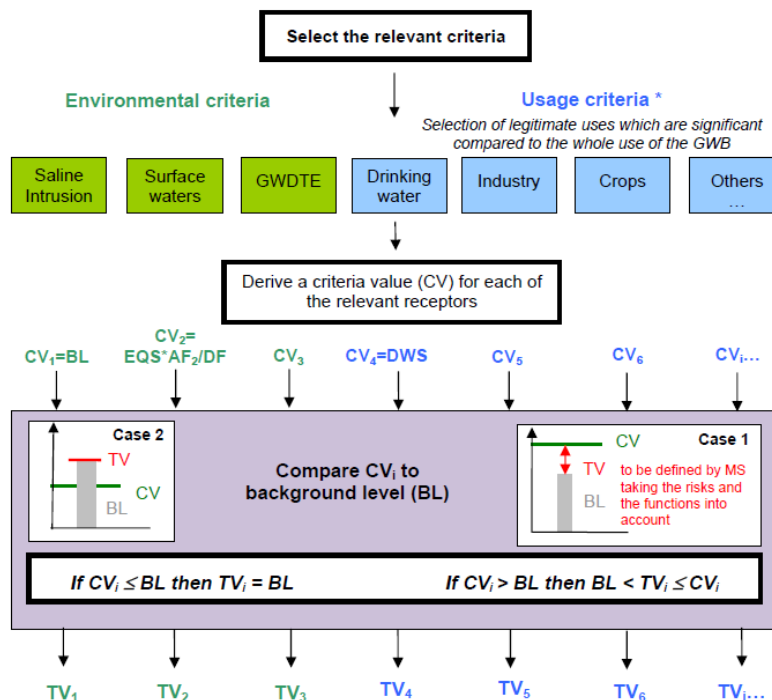 Select the relevant criteria
Environmental criteria
Usage criteria *
Selection of legitimate uses which are significant
compared to the whole use of the GWB
Saline
Intrusion
Surface
waters
GWDTE
Drinking
water
Industry
Crops
Others
...
Derive a criteria value (CV) for each of
the relevant receptors
CV₁=BL
CV₂=
EQS*AF₂/DF
CV₃
CV₄=DWS
CV₅
CV₆
CVᵢ...
Case 2
TV
CV
BL
Compare CVᵢ to
background level (BL)
Case 1
CV
TV
BL
to be defined by MS
taking the risks and
the functions into
account
If CVᵢ ≤ BL then TVᵢ = BL
If CVᵢ > BL then BL < TVᵢ ≤ CVᵢ
TV₁
TV₂
TV₃
TV₄
TV₅
TV₆
TVᵢ...